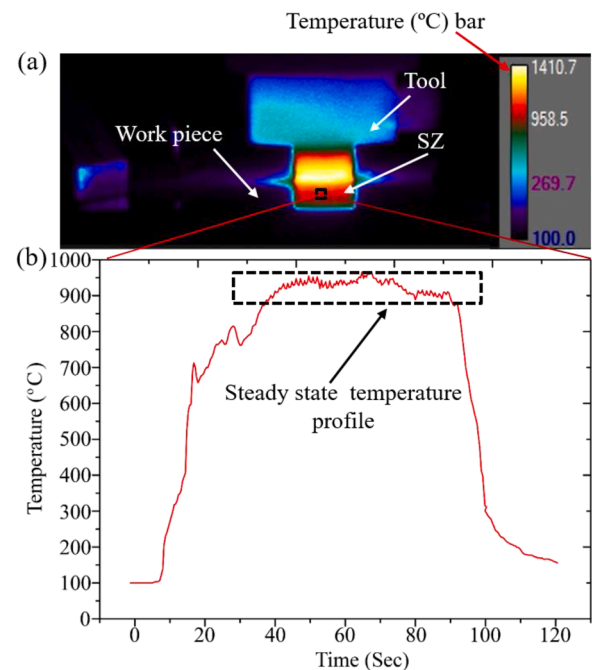 Temperature (ºC) bar
(a)
1410.7
Tool
Work piece
958.5
SZ
269.7
100.0
(b)
1000
900
800
700
600
500
400
300
200
100
0
Steady state temperature
profile
Temperature (°C)
0 20 40 60 80 100 120
Time (Sec)